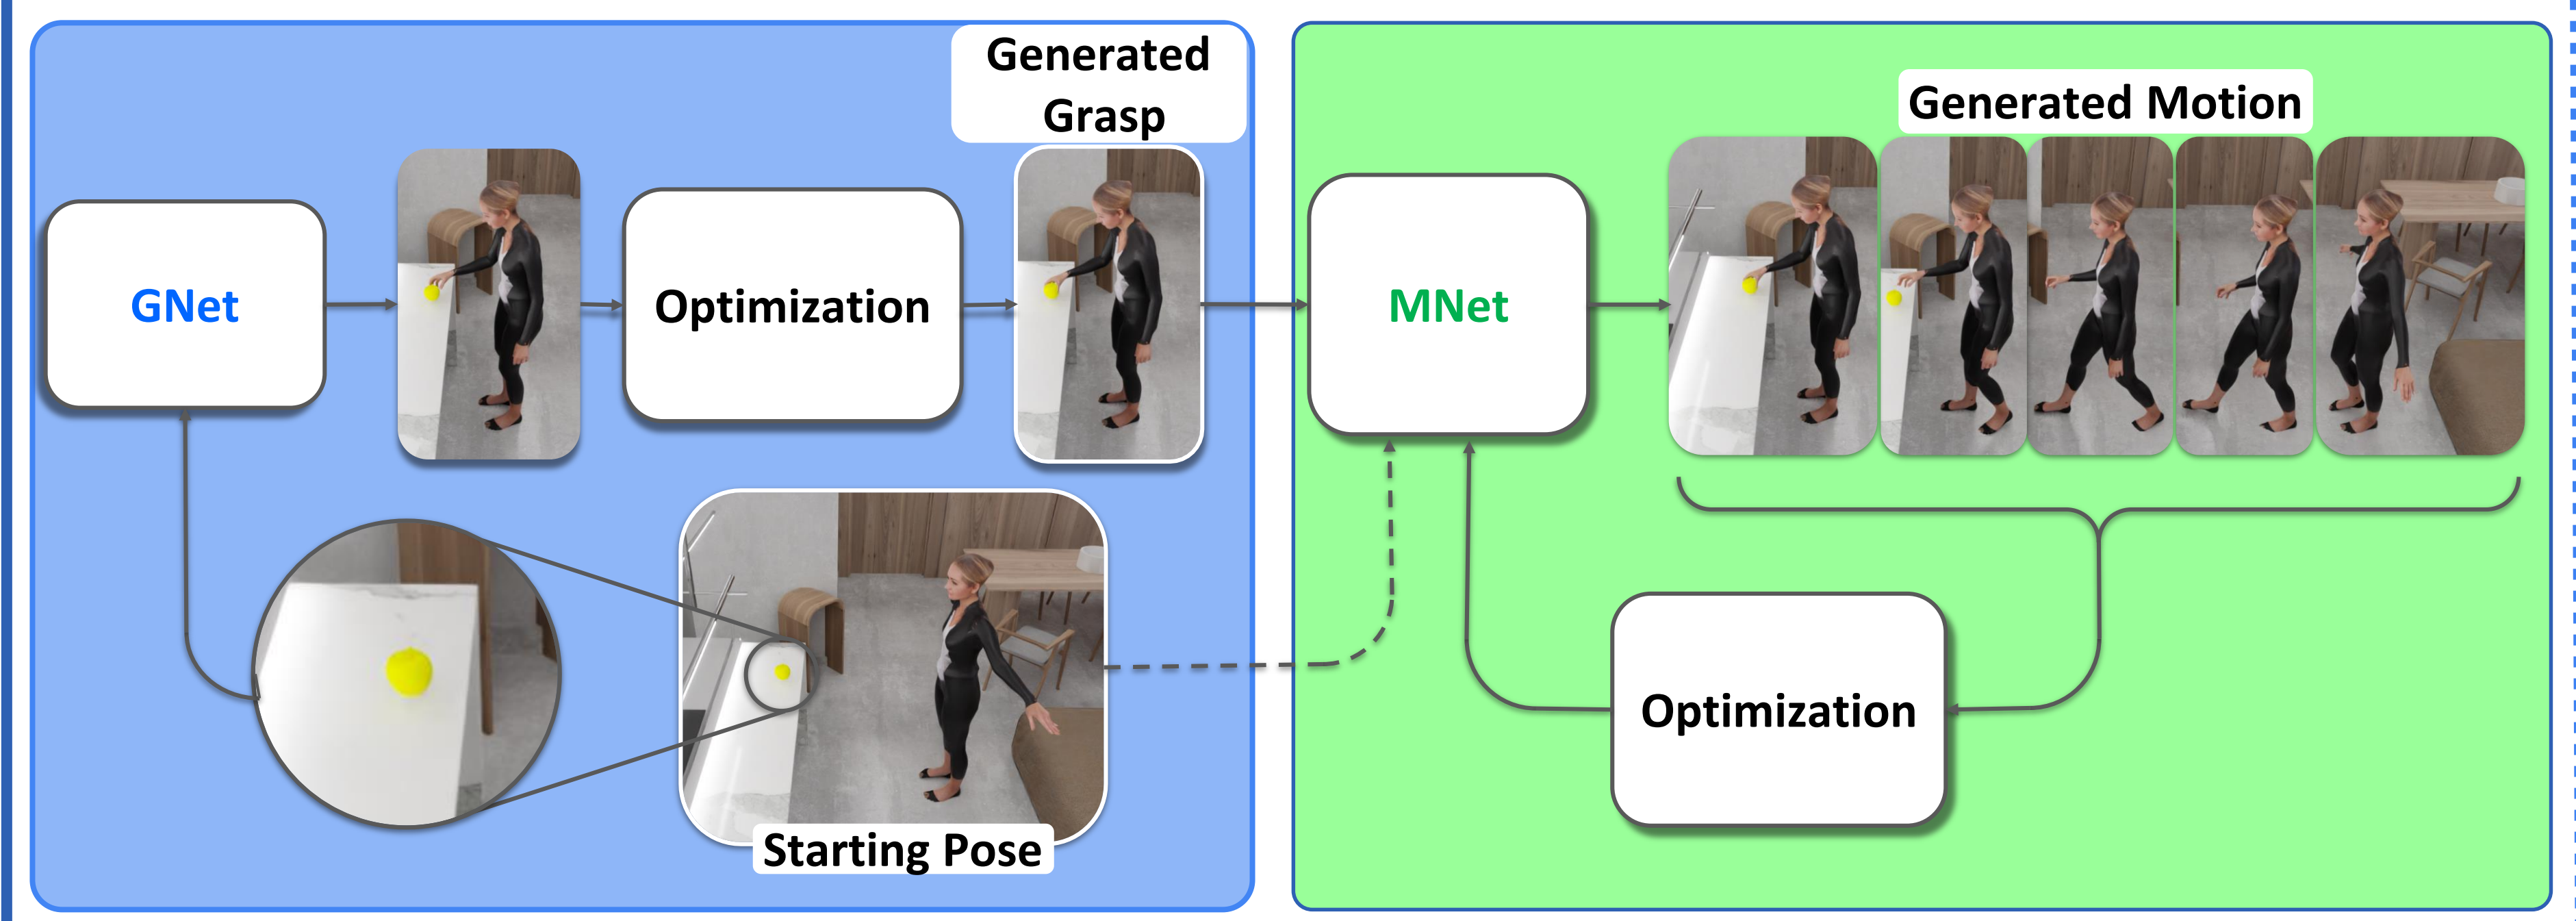 Generated
Grasp
GNet
Optimization
Starting Pose
MNet
Generated Motion
Optimization